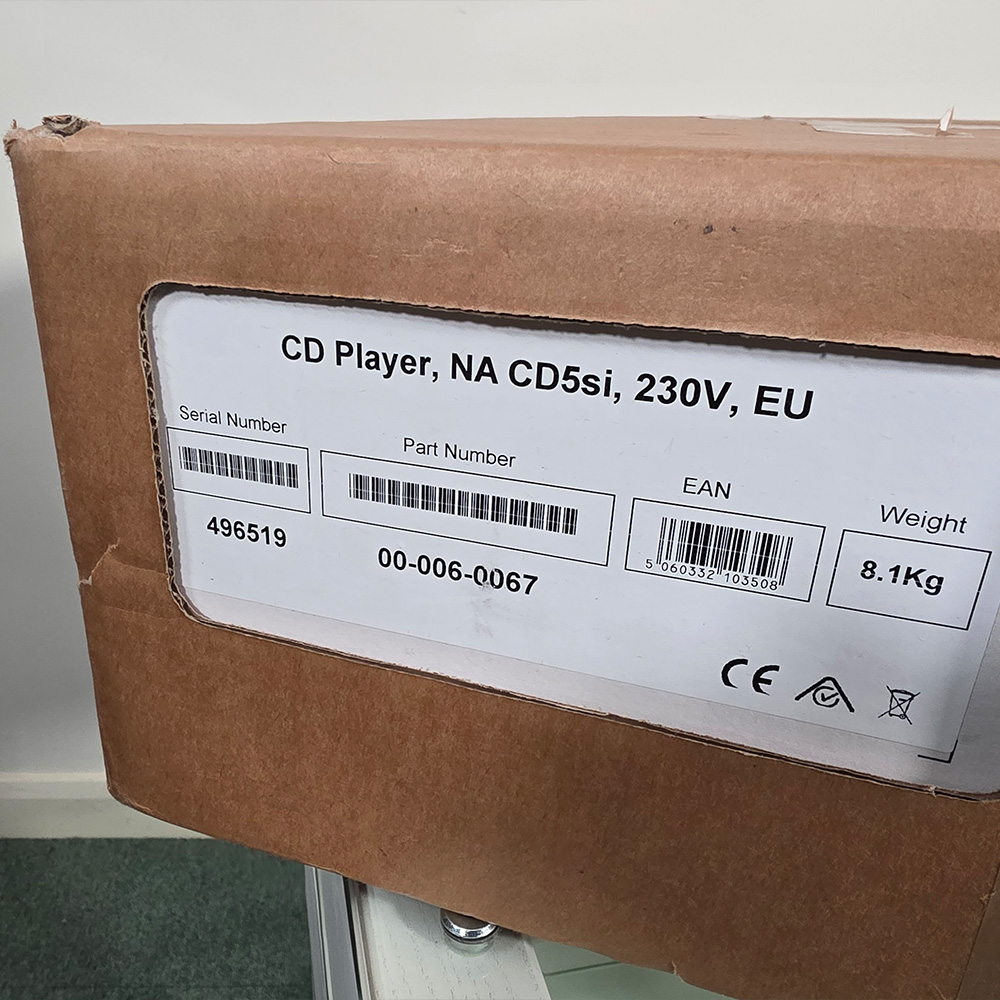 CD Player, NA CD5si, 230V, EU
Serial Number
496519
Part Number
00-006-0067
EAN
5 060332 103508
Weight
8.1Kg
CE